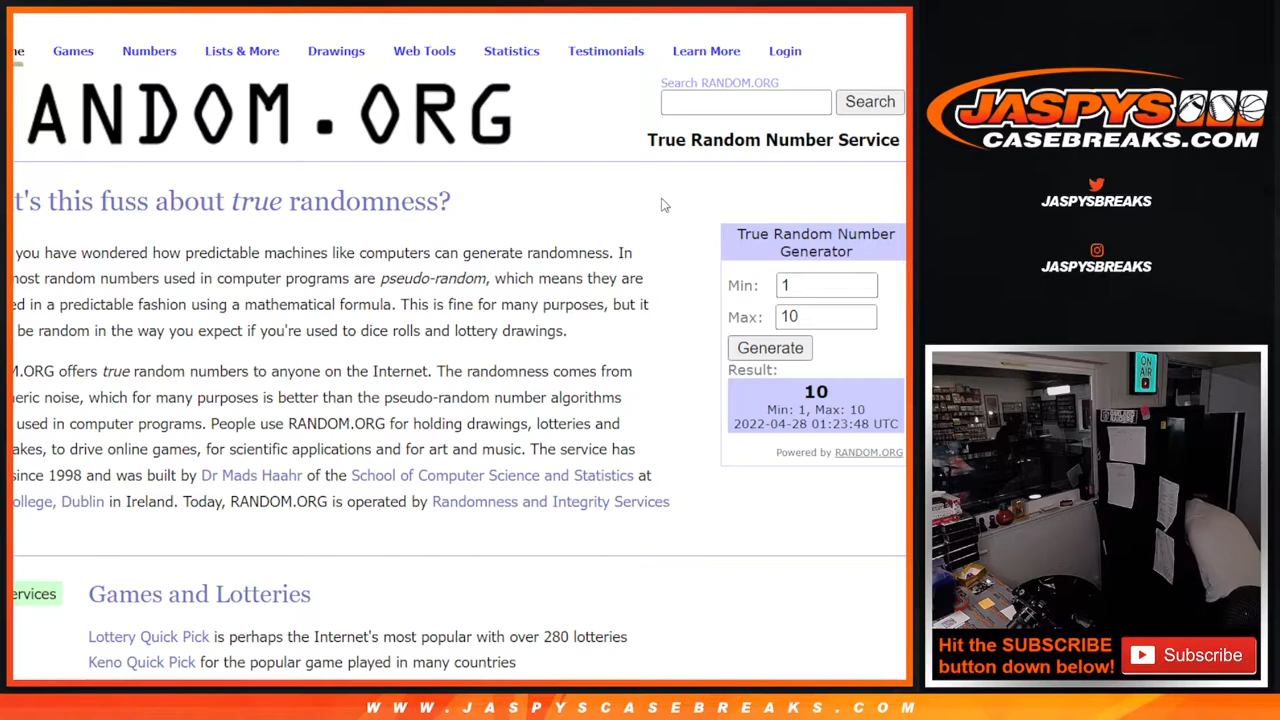 ne Games Numbers Lists & More Drawings Web Tools Statistics Testimonials Learn More Login
Search RANDOM.ORG
Search
ANDOM.ORG
True Random Number Service
t's this fuss about true randomness?
you have wondered how predictable machines like computers can generate randomness. In
most random numbers used in computer programs are pseudo-random, which means they are
ed in a predictable fashion using a mathematical formula. This is fine for many purposes, but it
be random in the way you expect if you're used to dice rolls and lottery drawings.
M.ORG offers true random numbers to anyone on the Internet. The randomness comes from
eric noise, which for many purposes is better than the pseudo-random number algorithms
used in computer programs. People use RANDOM.ORG for holding drawings, lotteries and
akes, to drive online games, for scientific applications and for art and music. The service has
since 1998 and was built by Dr Mads Haahr of the School of Computer Science and Statistics at
ollege, Dublin in Ireland. Today, RANDOM.ORG is operated by Randomness and Integrity Services
True Random Number
Generator
Min: 1
Max: 10
Generate
Result:
10
Min: 1, Max: 10
2022-04-28 01:23:48 UTC
Powered by RANDOM.ORG
ervices
Games and Lotteries
Lottery Quick Pick is perhaps the Internet's most popular with over 280 lotteries
Keno Quick Pick for the popular game played in many countries
JASPYS
CASEBREAKS.COM
JASPYSBREAKS
JASPYSBREAKS
ON
AIR
Hit the SUBSCRIBE
button down below!
Subscribe
WWW.JASPYSCASEBREAKS.COM